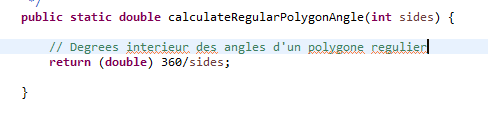 */
public static double calculateRegularPolygonAngle(int sides) {
// Degrees interieur des angles d'un polygone regulier
return (double) 360/sides;
}